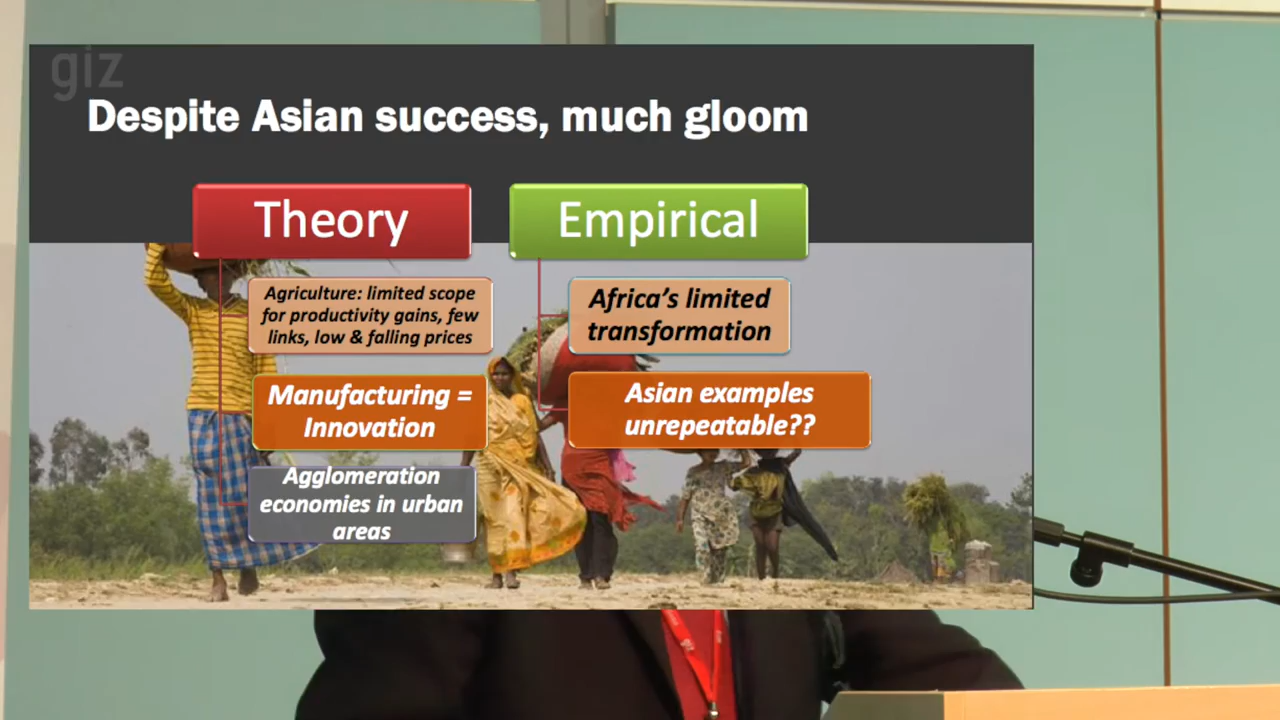 giz
Despite Asian success, much gloom
Theory
Empirical
Agriculture: limited scope
for productivity gains, few
links, low & falling prices
Manufacturing =
Innovation
Agglomeration
economies in urban
areas
Africa's limited
transformation
Asian examples
unrepeatable??